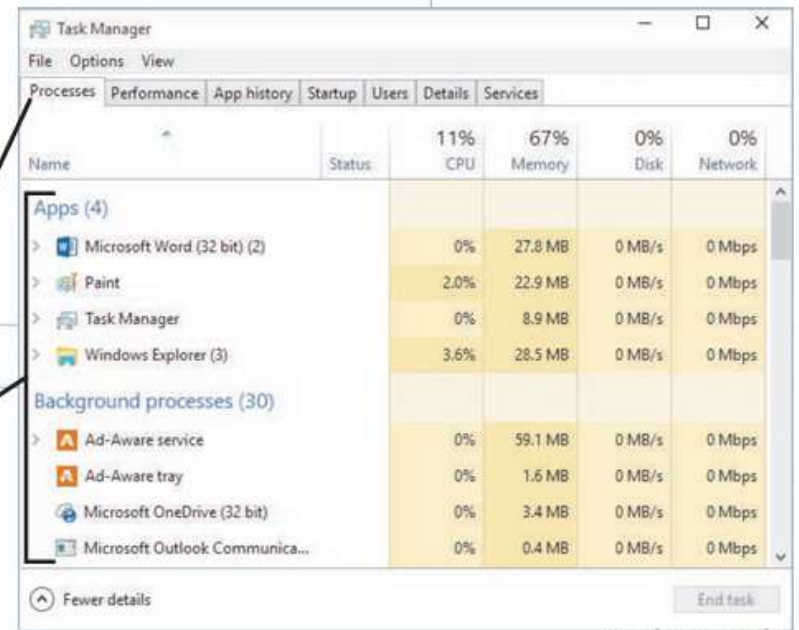 Task Manager
File Options View
Processes Performance App history Startup Users Details Services
11% 67% 0% 0%
Name Status CPU Memory Disk Network
Apps (4)
Microsoft Word (32 bit) (2) 0% 27.8 MB 0 MB/s 0 Mbps
Paint 2.0% 22.9 MB 0 MB/s 0 Mbps
Task Manager 0% 8.9 MB 0 MB/s 0 Mbps
Windows Explorer (3) 3.6% 28.5 MB 0 MB/s 0 Mbps
Background processes (30)
Ad-Aware service 0% 59.1 MB 0 MB/s 0 Mbps
Ad-Aware tray 0% 1.6 MB 0 MB/s 0 Mbps
Microsoft OneDrive (32 bit) 0% 3.4 MB 0 MB/s 0 Mbps
Microsoft Outlook Communica... 0% 0.4 MB 0 MB/s 0 Mbps
Fewer details End task